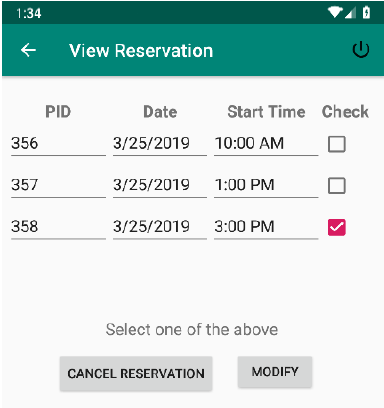 1:34
View Reservation
PID Date Start Time Check
356 3/25/2019 10:00 AM
357 3/25/2019 1:00 PM
358 3/25/2019 3:00 PM
Select one of the above
CANCEL RESERVATION MODIFY